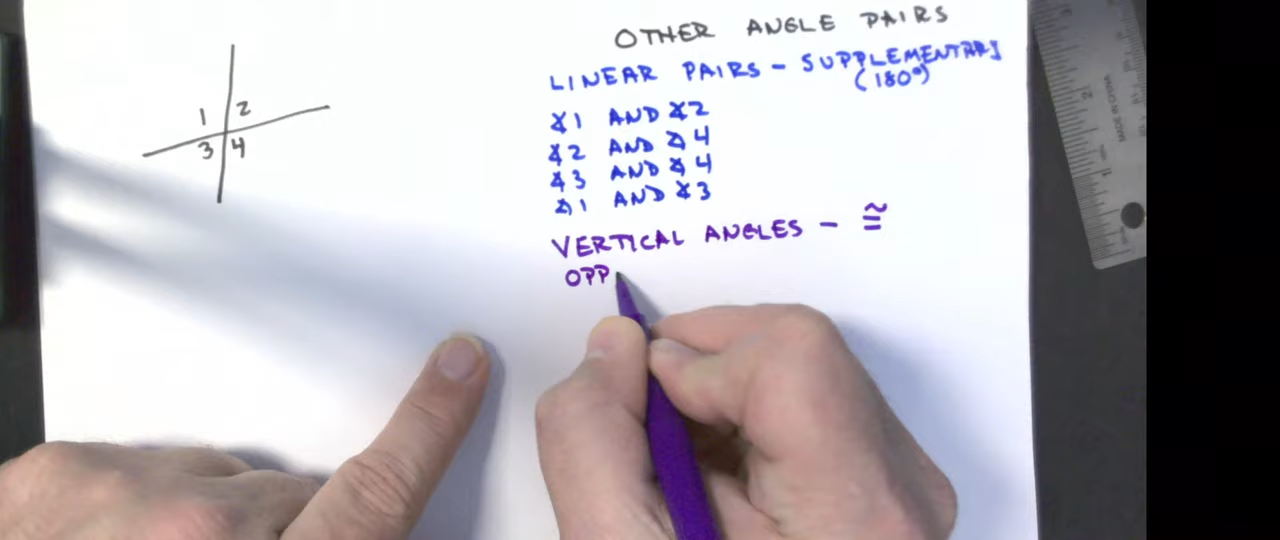 OTHER ANGLE PAIRS
LINEAR PAIRS - SUPPLEMENTARY
(180°)
∡1 AND ∡2
∡2 AND ∡4
∡3 AND ∡4
∡1 AND ∡3
VERTICAL ANGLES - ≅
OPP
1 2
3 4